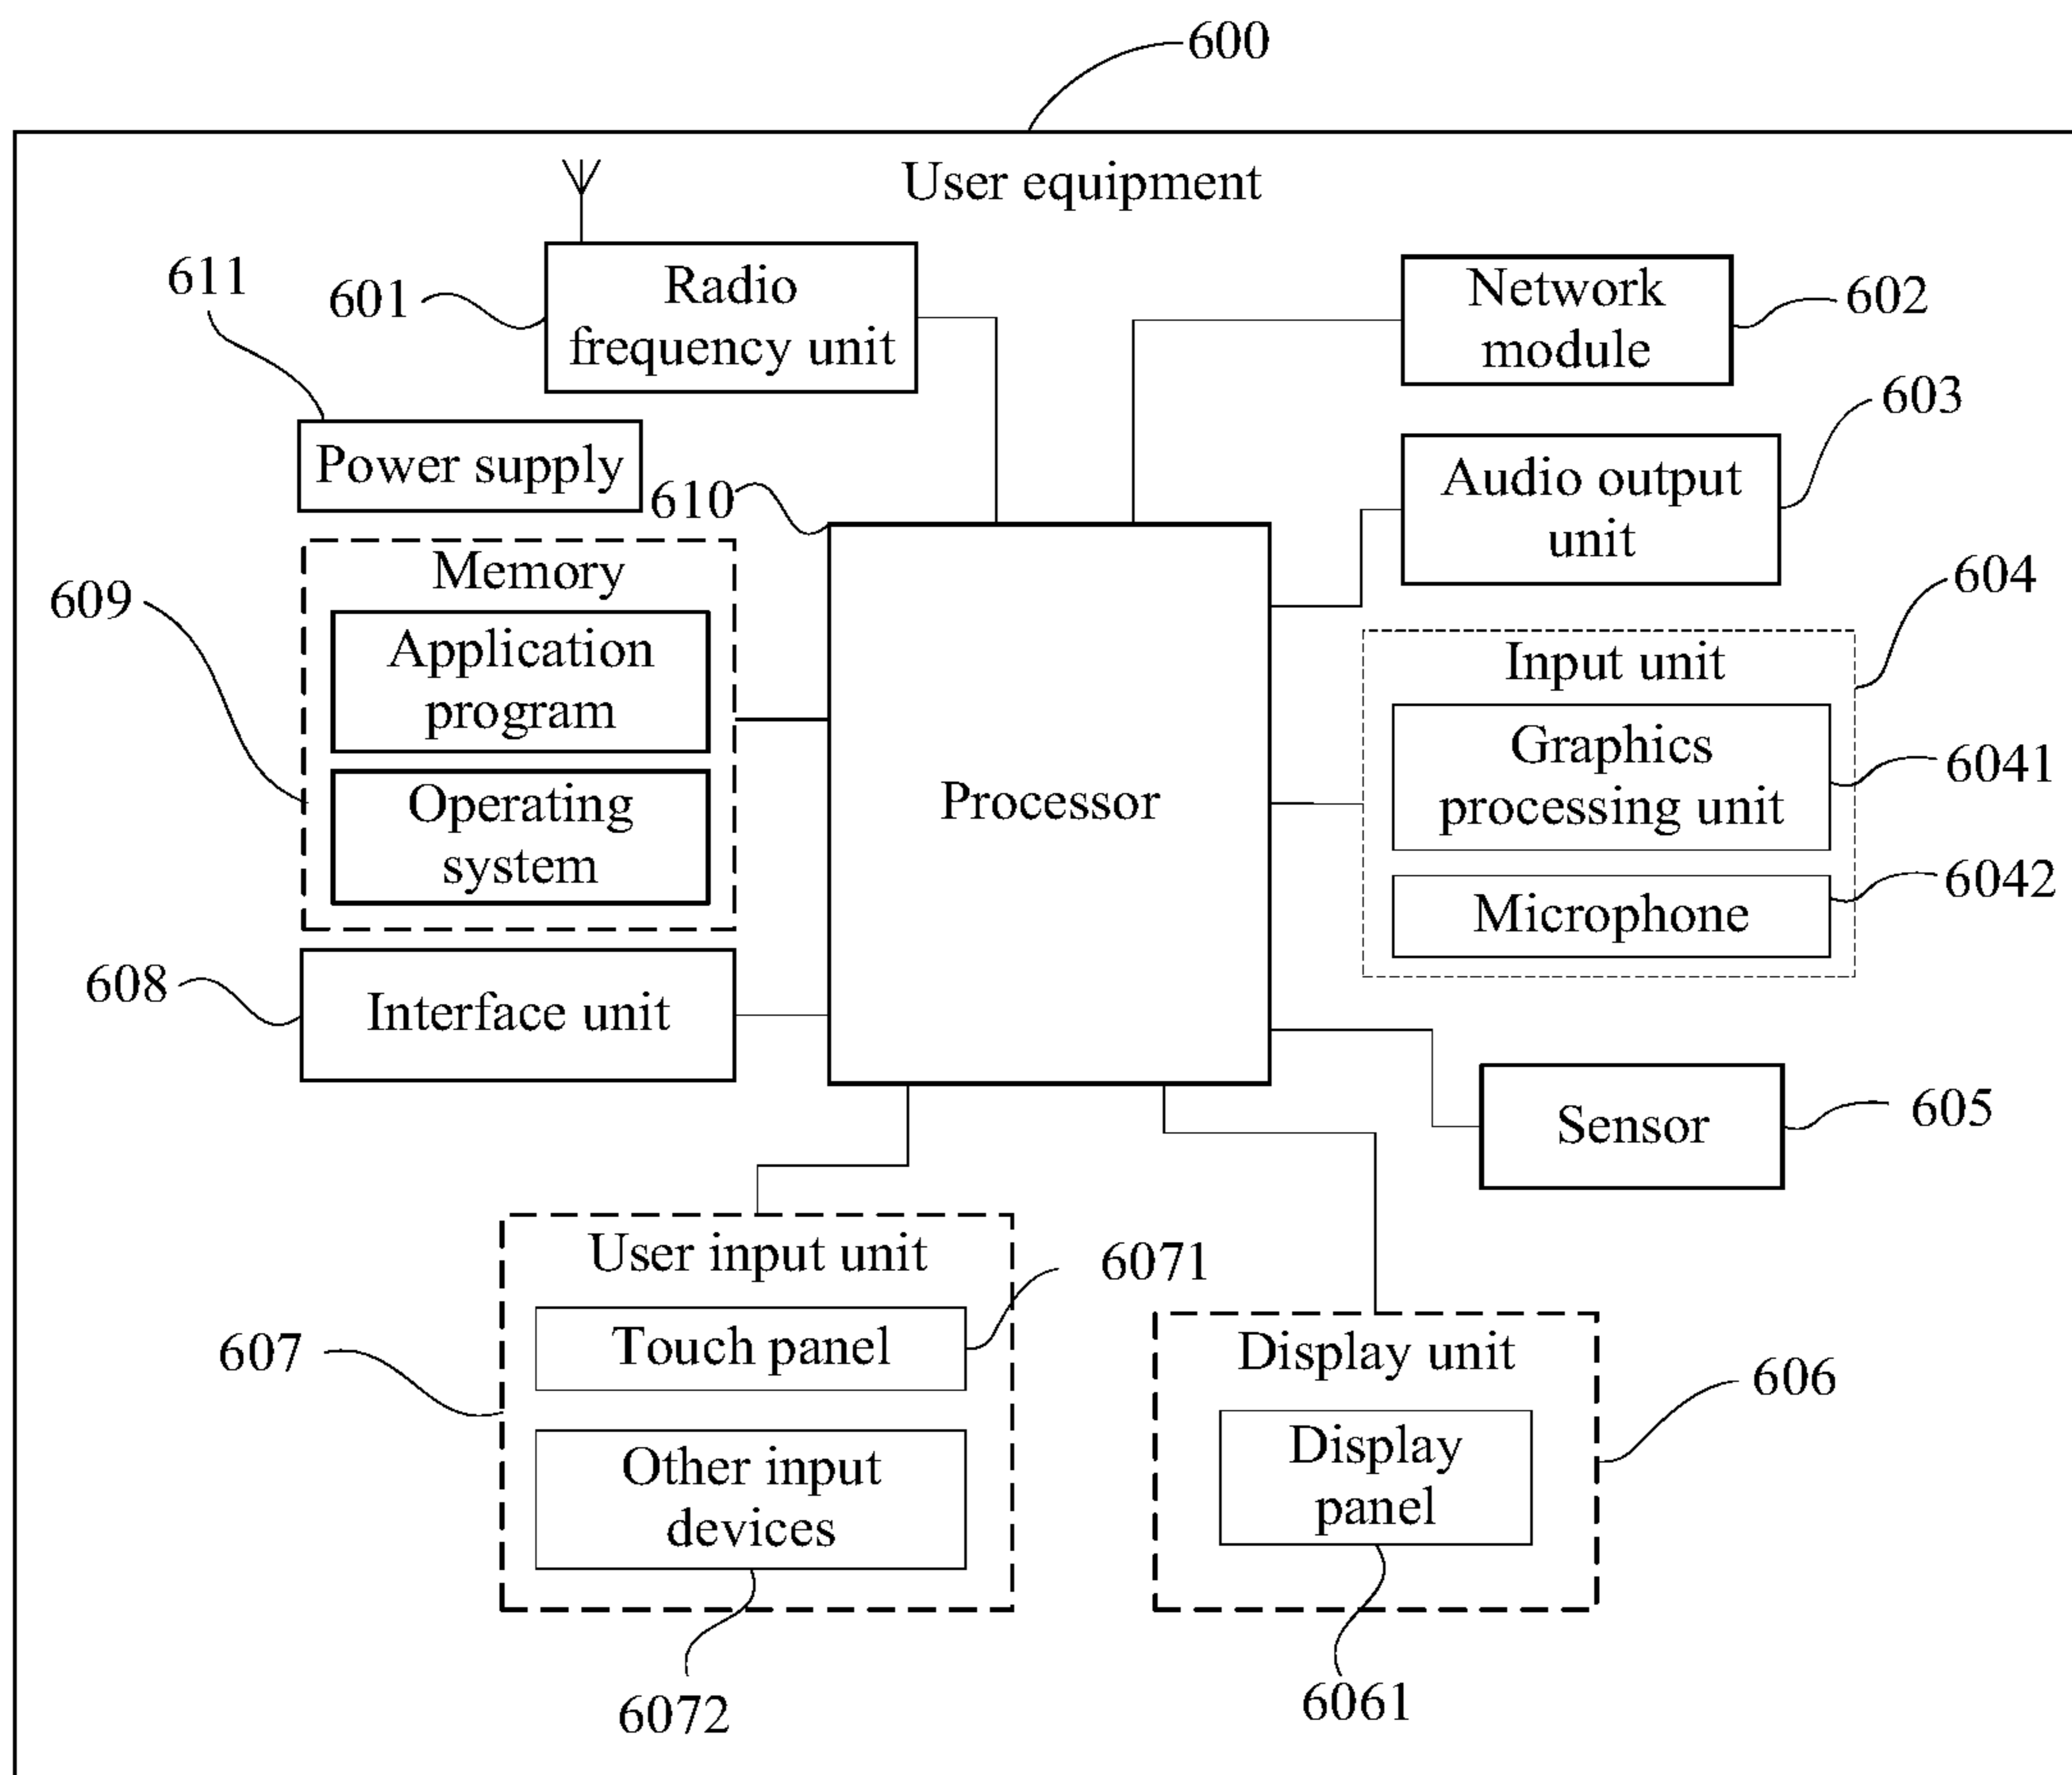 600
User equipment
611
601
Radio
frequency unit
Network
module
602
603
Power supply
610
Audio output
unit
604
609
Memory
Application
program
Operating
system
Processor
Input unit
Graphics
processing unit
6041
Microphone
6042
608
Interface unit
Sensor
605
User input unit
6071
607
Touch panel
Other input
devices
6072
Display unit
606
Display
panel
6061